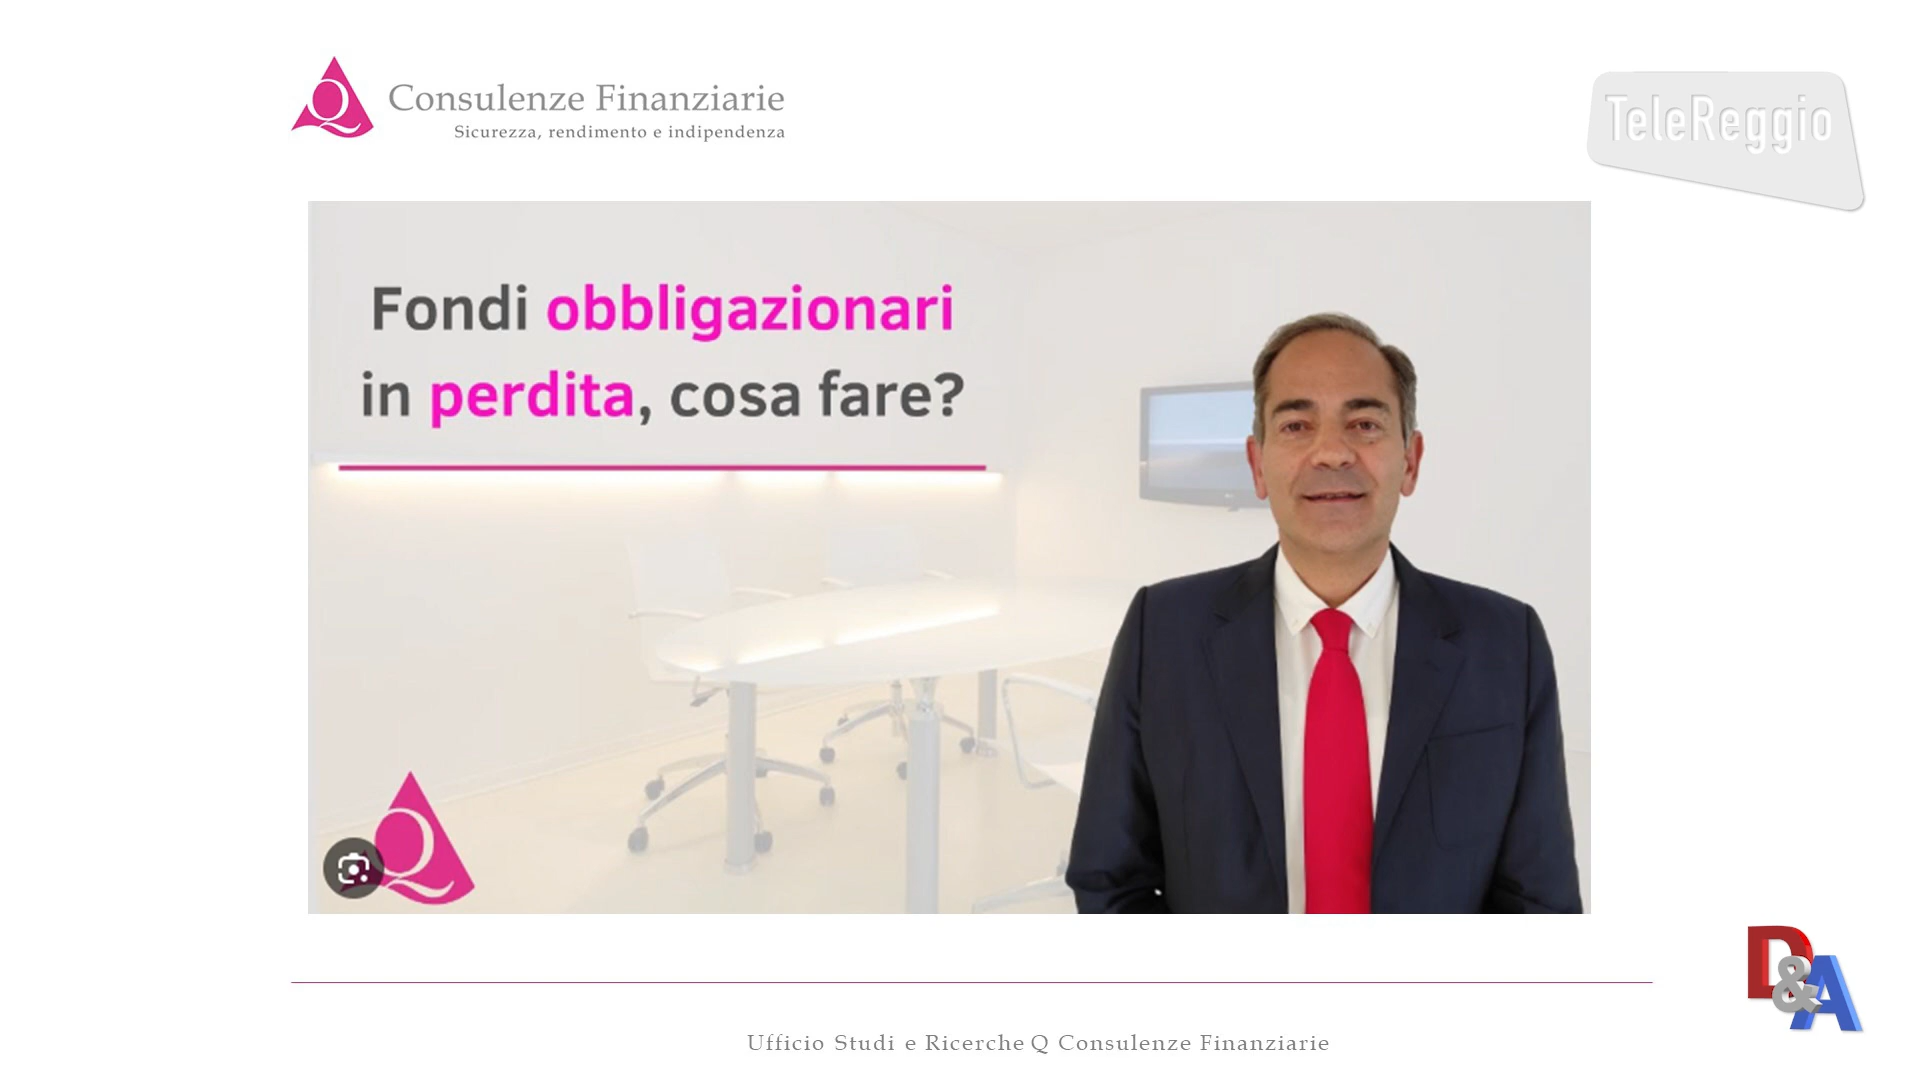 Q Consulenze Finanziarie
Sicurezza, rendimento e indipendenza
TeleReggio
Fondi obbligazionari
in perdita, cosa fare?
Q
D&A
Ufficio Studi e Ricerche Q Consulenze Finanziarie